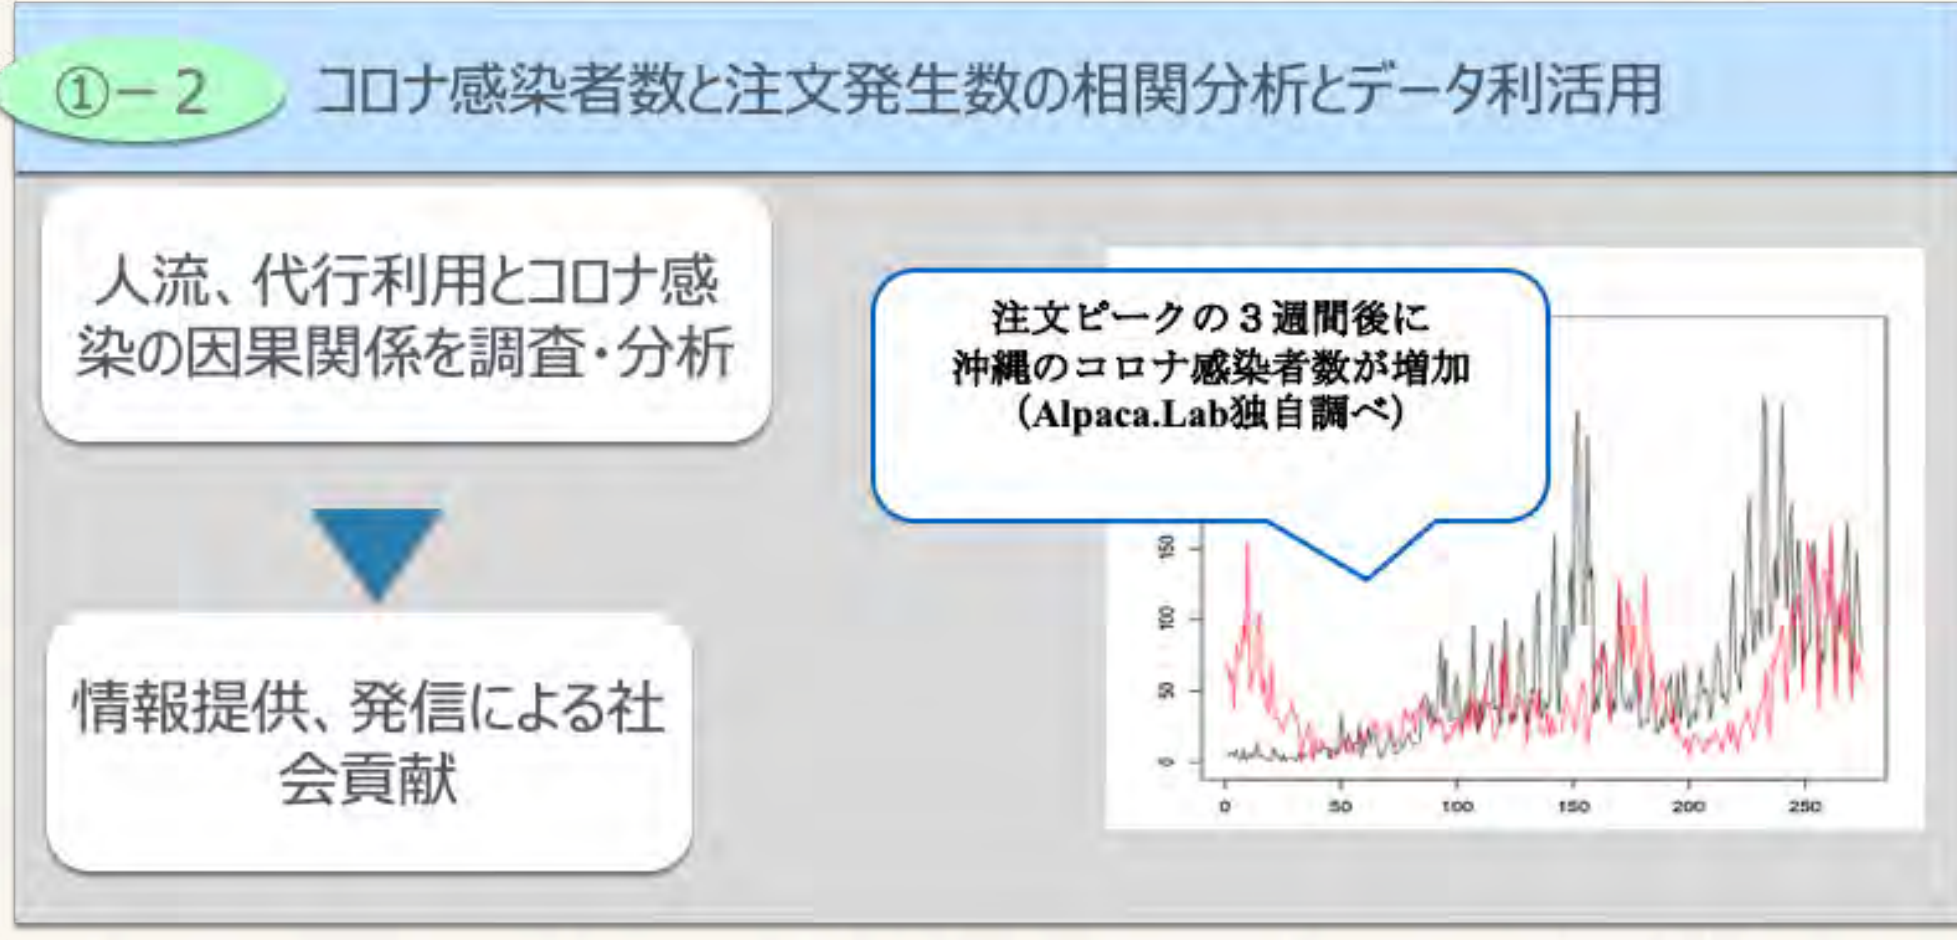 ①－2
コロナ感染者数と注文発生数の相関分析とデータ利活用
人流、代行利用とコロナ感
染の因果関係を調査・分析
情報提供、発信による社
会貢献
注文ピークの３週間後に
沖縄のコロナ感染者数が増加
（Alpaca.Lab独自調べ）
150
100
50
0
0 50 100 150 200 250